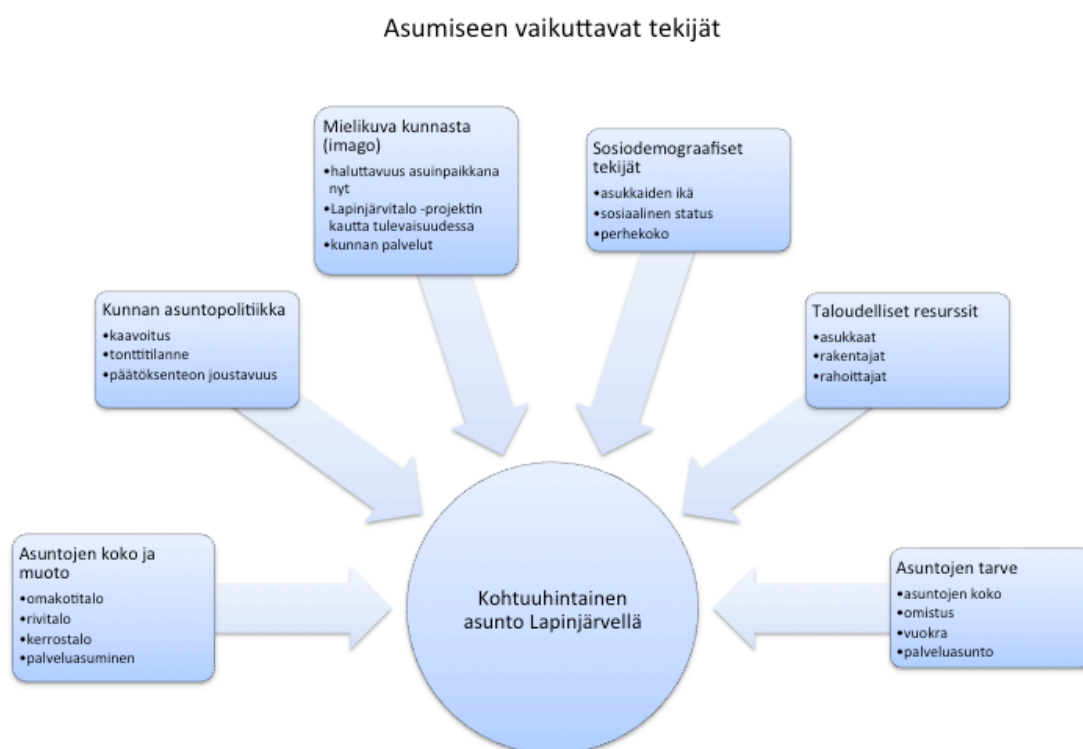 Asumiseen vaikuttavat tekijät
Mielikuva kunnasta
(imago)
•haluttavuus asuinpaikkana
nyt
•Lapinjärvitalo -projektin
kautta tulevaisuudessa
•kunnan palvelut
Sosiodemograafiset
tekijät
•asukkaiden ikä
•sosiaalinen status
•perhekoko
Kunnan asuntopolitiikka
•kaavoitus
•tonttitilanne
•päätöksenteon joustavuus
Taloudelliset resurssit
•asukkaat
•rakentajat
•rahoittajat
Asuntojen koko ja
muoto
•omakotitalo
•rivitalo
•kerrostalo
•palveluasuminen
Kohtuuhintainen
asunto Lapinjärvellä
Asuntojen tarve
•asuntojen koko
•omistus
•vuokra
•palveluasunto